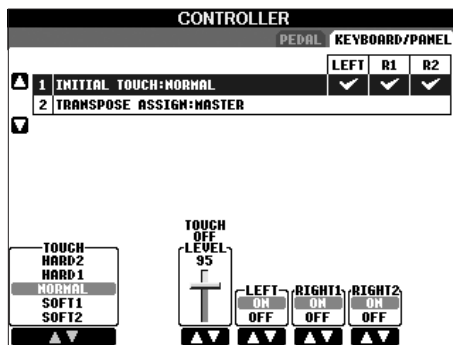 CONTROLLER
PEDAL KEYBOARD/PANEL
LEFT R1 R2
1 INITIAL TOUCH:NORMAL
2 TRANSPOSE ASSIGN:MASTER
TOUCH
HARD2
HARD1
NORMAL
SOFT1
SOFT2
TOUCH
OFF
LEVEL
95
LEFT RIGHT1 RIGHT2
ON ON ON
OFF OFF OFF